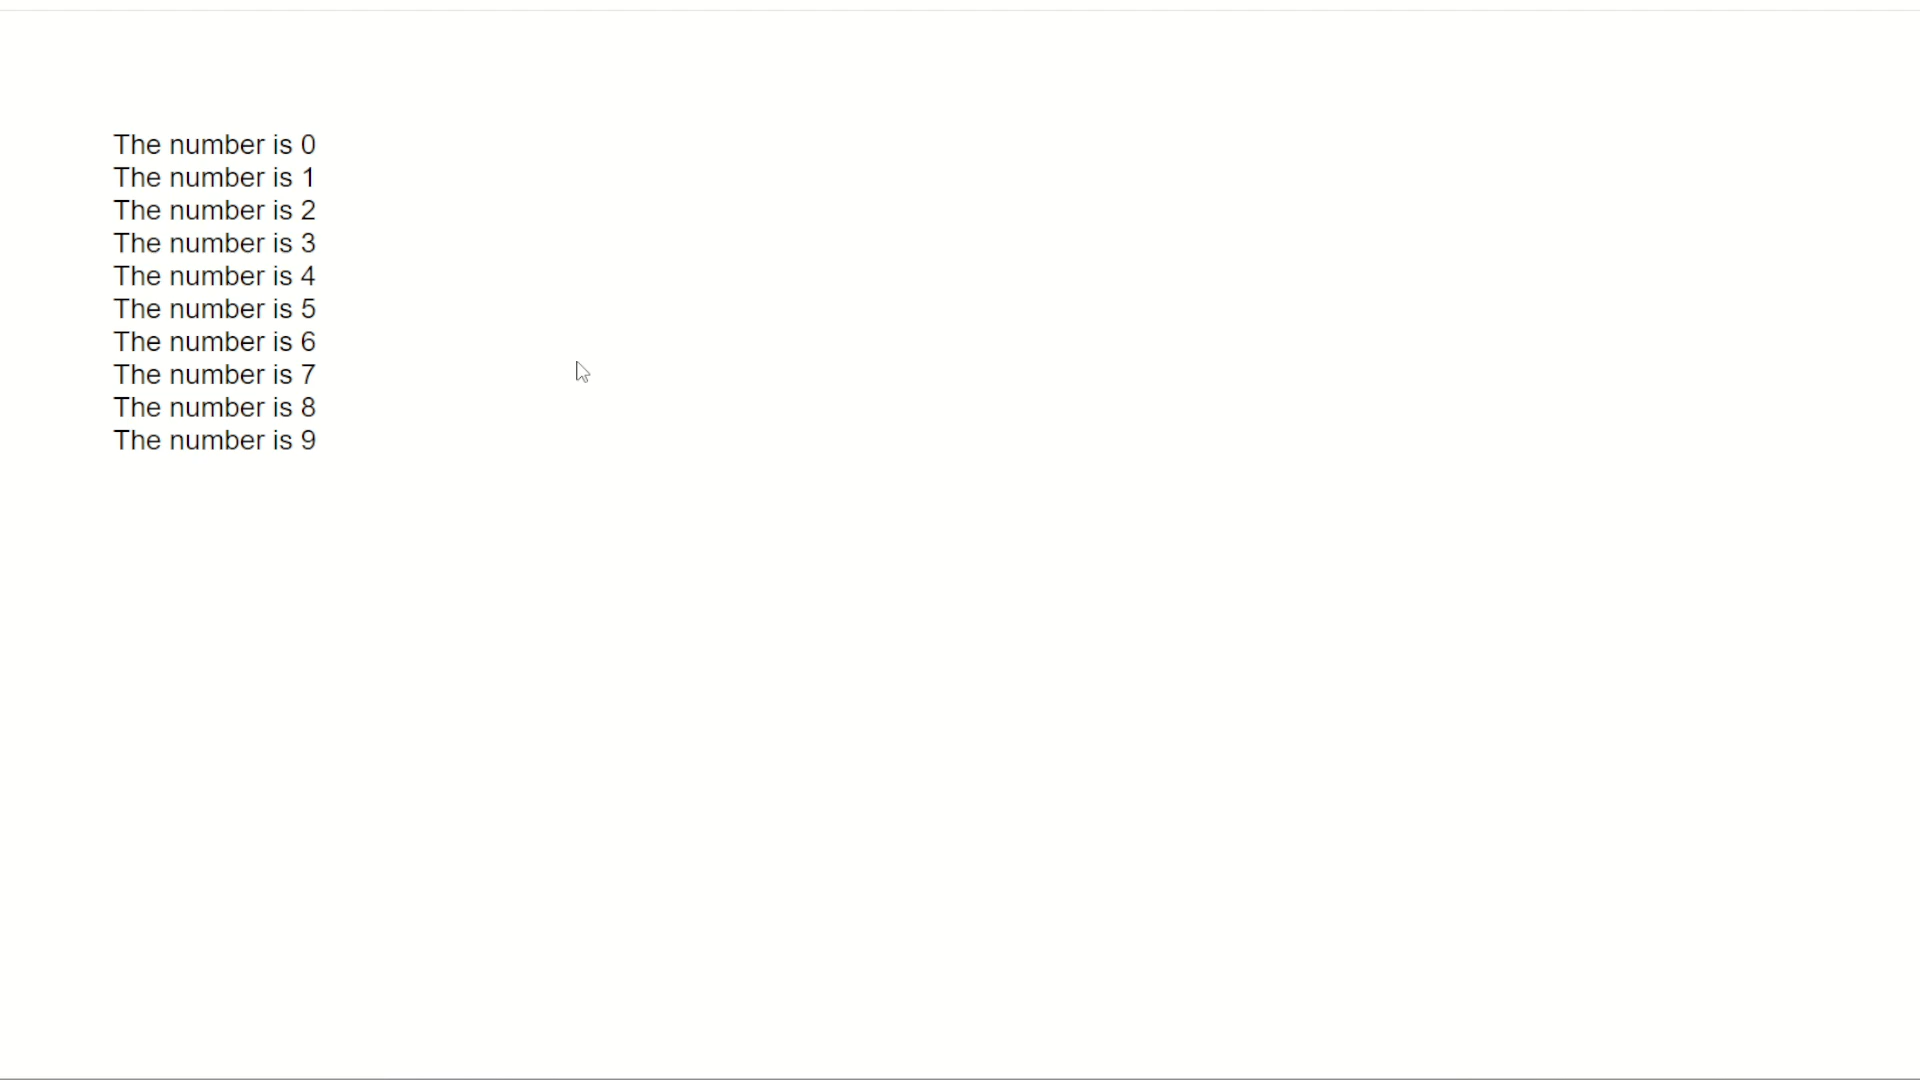 The number is 0
The number is 1
The number is 2
The number is 3
The number is 4
The number is 5
The number is 6
The number is 7
The number is 8
The number is 9